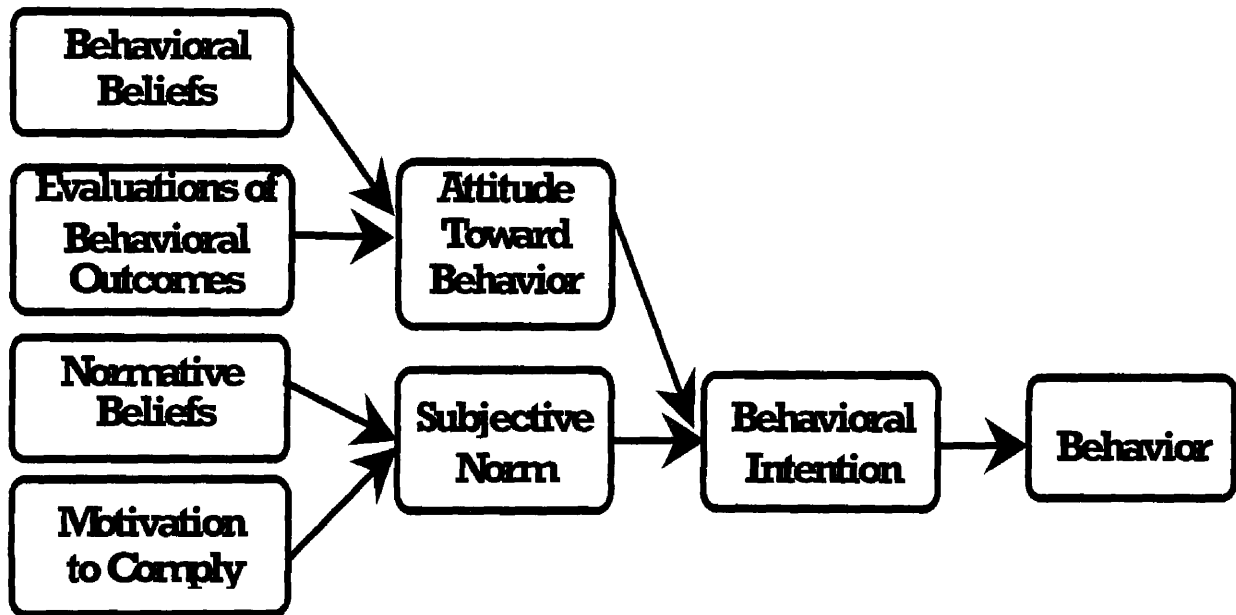 Behavioral
Beliefs
Evaluations of
Behavioral
Outcomes
Normative
Beliefs
Motivation
to Comply
Attitude
Toward
Behavior
Subjective
Norm
Behavioral
Intention
Behavior